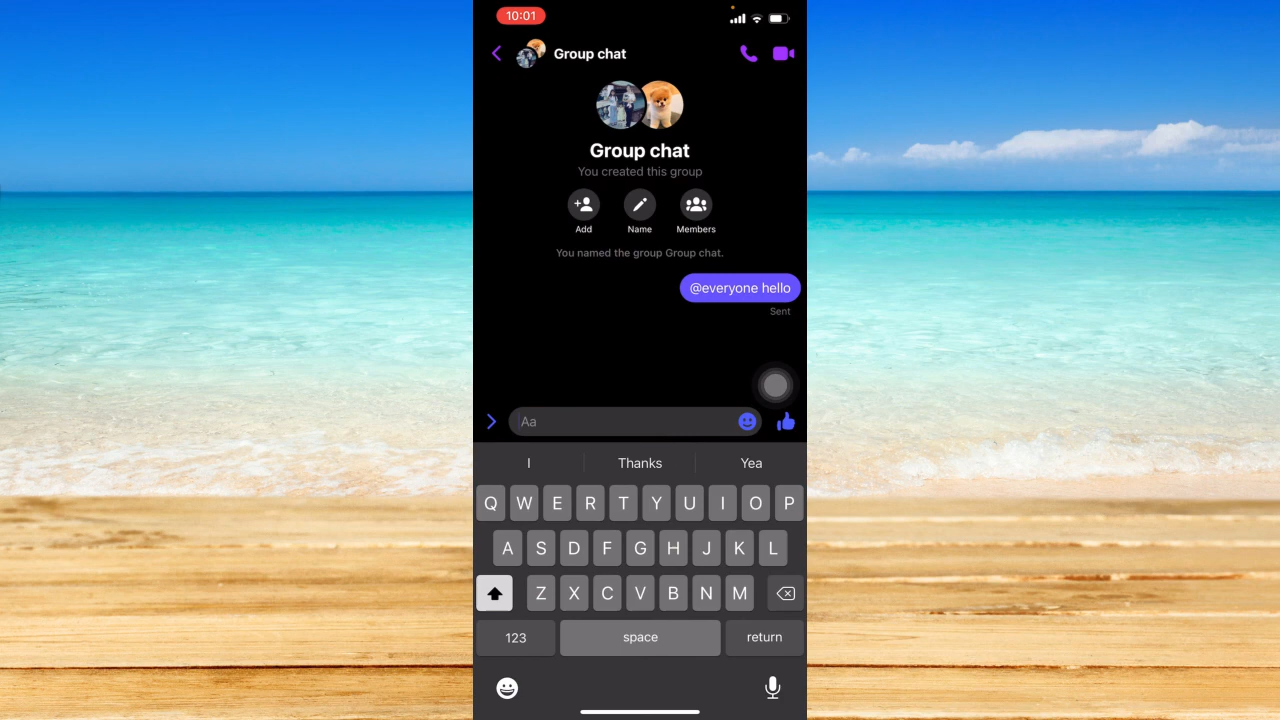 10:01
Group chat
Group chat
You created this group
Add Name Members
You named the group Group chat.
@everyone hello
Sent
Aa
I Thanks Yea
Q W E R T Y U I O P
A S D F G H J K L
Z X C V B N M
123 space return